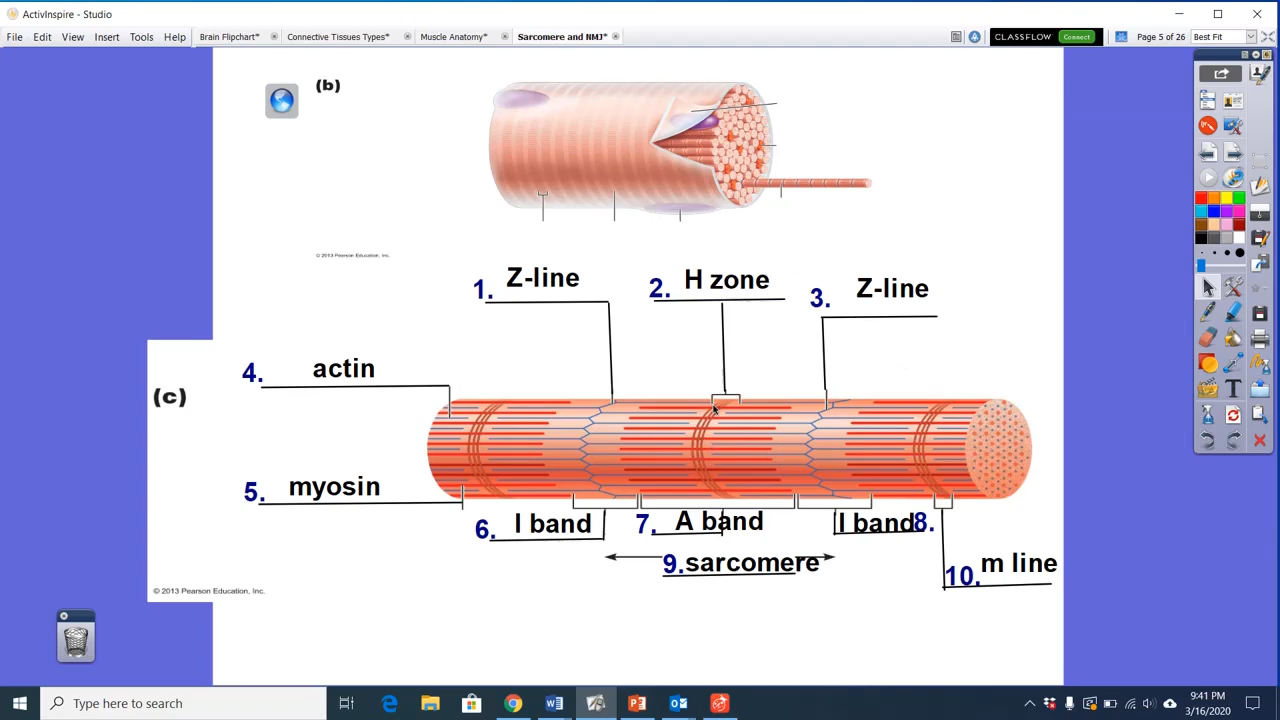 ActivInspire - Studio
File Edit View Insert Tools Help
Brain Flipchart* Connective Tissues Types* Muscle Anatomy* Sarcomere and NMJ*
CLASSFLOW Connect Page 5 of 26 Best Fit
(b)
© 2013 Pearson Education, Inc.
1. Z-line
2. H zone
3. Z-line
4. actin
(c)
5. myosin
6. I band
7. A band
I band 8.
9. sarcomere
10. m line
© 2013 Pearson Education, Inc.
Type here to search
9:41 PM
3/16/2020